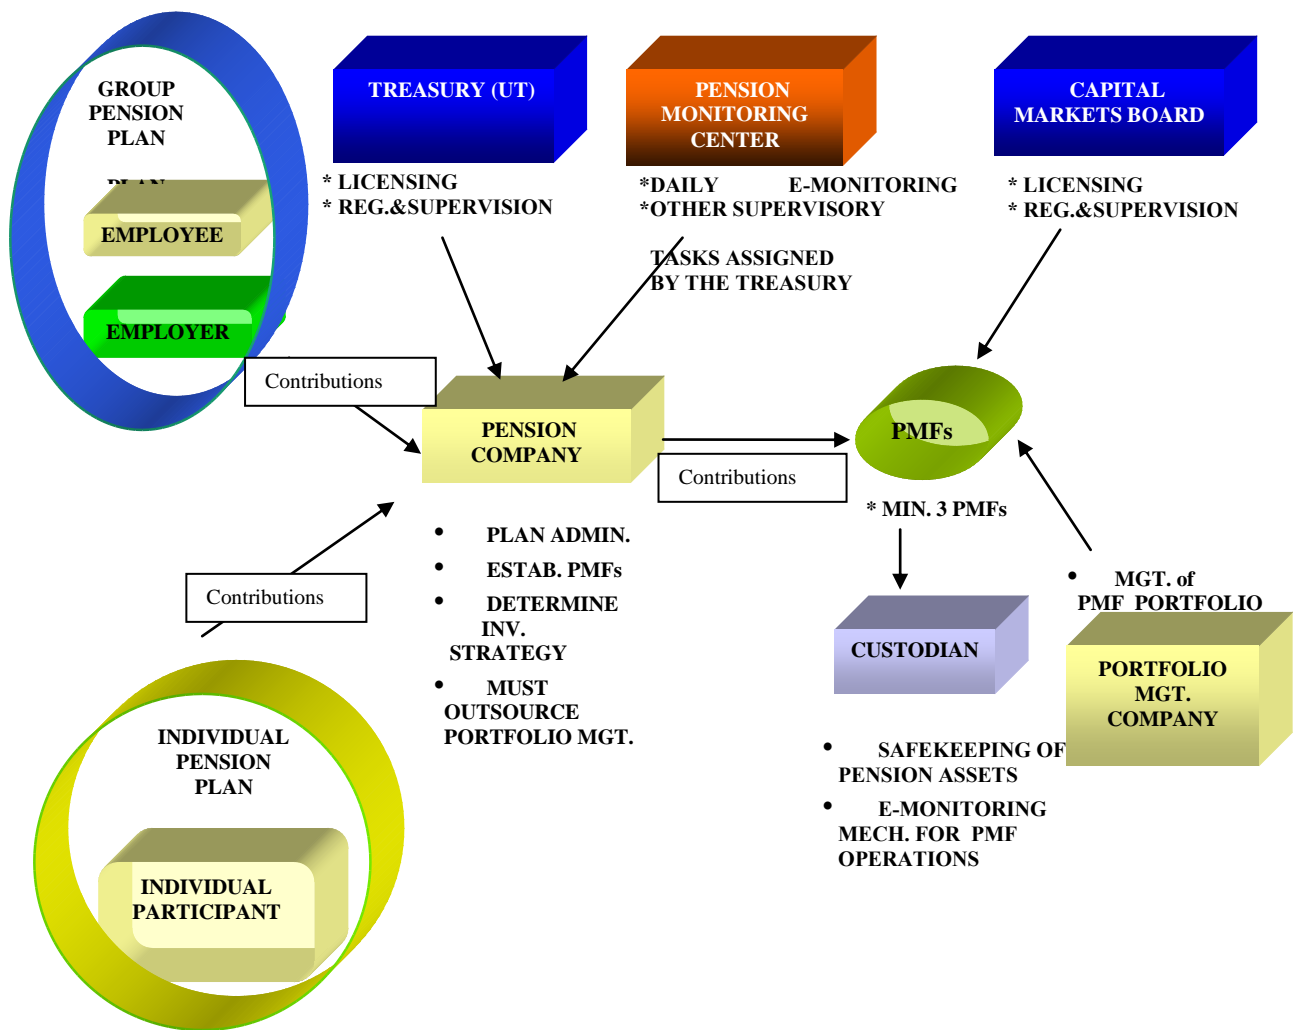 GROUP
PENSION
PLAN
PLAN
EMPLOYEE
EMPLOYER
TREASURY (UT)
* LICENSING
* REG.&SUPERVISION
PENSION
MONITORING
CENTER
*DAILY E-MONITORING
*OTHER SUPERVISORY
TASKS ASSIGNED
BY THE TREASURY
CAPITAL
MARKETS BOARD
* LICENSING
* REG.&SUPERVISION
Contributions
PENSION
COMPANY
Contributions
PMFs
* MIN. 3 PMFs
• PLAN ADMIN.
• ESTAB. PMFs
• DETERMINE
INV.
STRATEGY
• MUST
OUTSOURCE
PORTFOLIO MGT.
Contributions
• MGT. of
PMF PORTFOLIO
CUSTODIAN
PORTFOLIO
MGT.
COMPANY
• SAFEKEEPING OF
PENSION ASSETS
• E-MONITORING
MECH. FOR PMF
OPERATIONS
INDIVIDUAL
PENSION
PLAN
INDIVIDUAL
PARTICIPANT